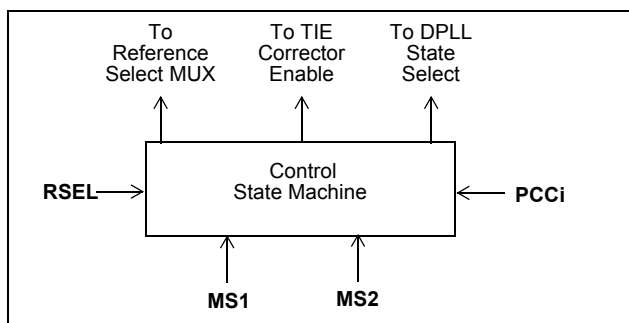 To
Reference
Select MUX
To TIE
Corrector
Enable
To DPLL
State
Select
Control
State Machine
RSEL
PCCi
MS1
MS2